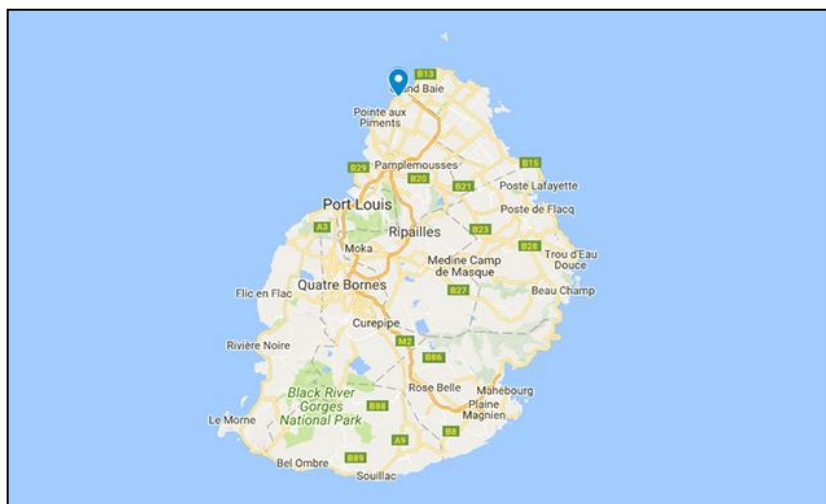 B13
Grand Baie
Pointe aux
Piments
B29
Pamplemousses
B15
B20
B21
Poste Lafayette
Port Louis
Poste de Flacq
A3
Ripailles
B23
Moka
B28
Medine Camp
de Masque
Trou d'Eau
Douce
Quatre Bornes
B27
Beau Champ
Flic en Flac
Curepipe
M2
Rivière Noire
B86
Rose Belle
Mahébourg
Black River
Gorges
National Park
B88
Plaine
Magnien
Le Morne
A9
B8
Bel Ombre
B89
Souillac